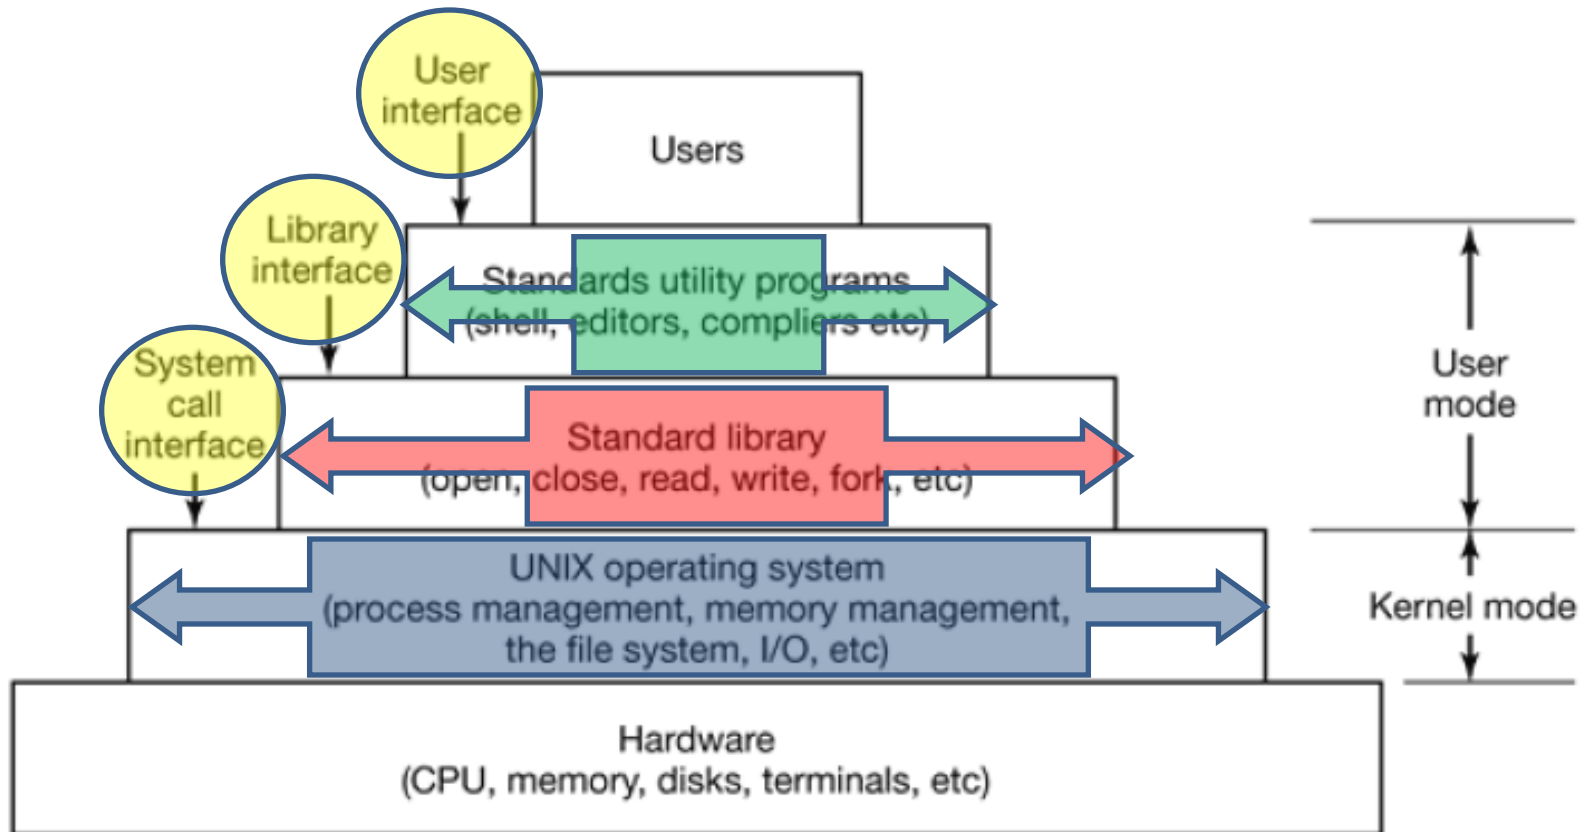 User
interface
Users
Library
interface
Standards utility programs
(shell, editors, compliers etc)
System
call
interface
User
mode
Standard library
(open, close, read, write, fork, etc)
UNIX operating system
(process management, memory management,
the file system, I/O, etc)
Kernel mode
Hardware
(CPU, memory, disks, terminals, etc)